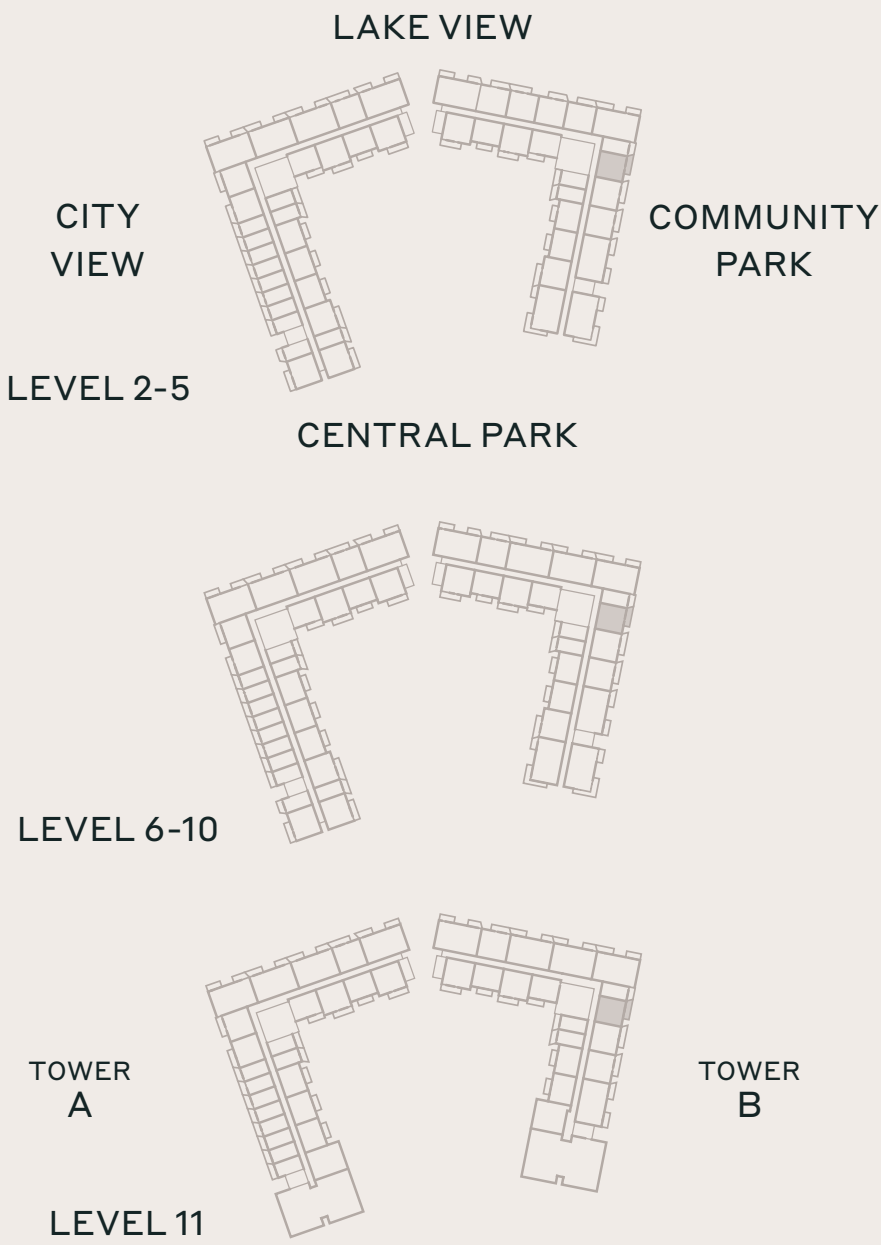 LAKE VIEW
CITY
VIEW
COMMUNITY
PARK
LEVEL 2-5
CENTRAL PARK
LEVEL 6-10
TOWER
A
TOWER
B
LEVEL 11